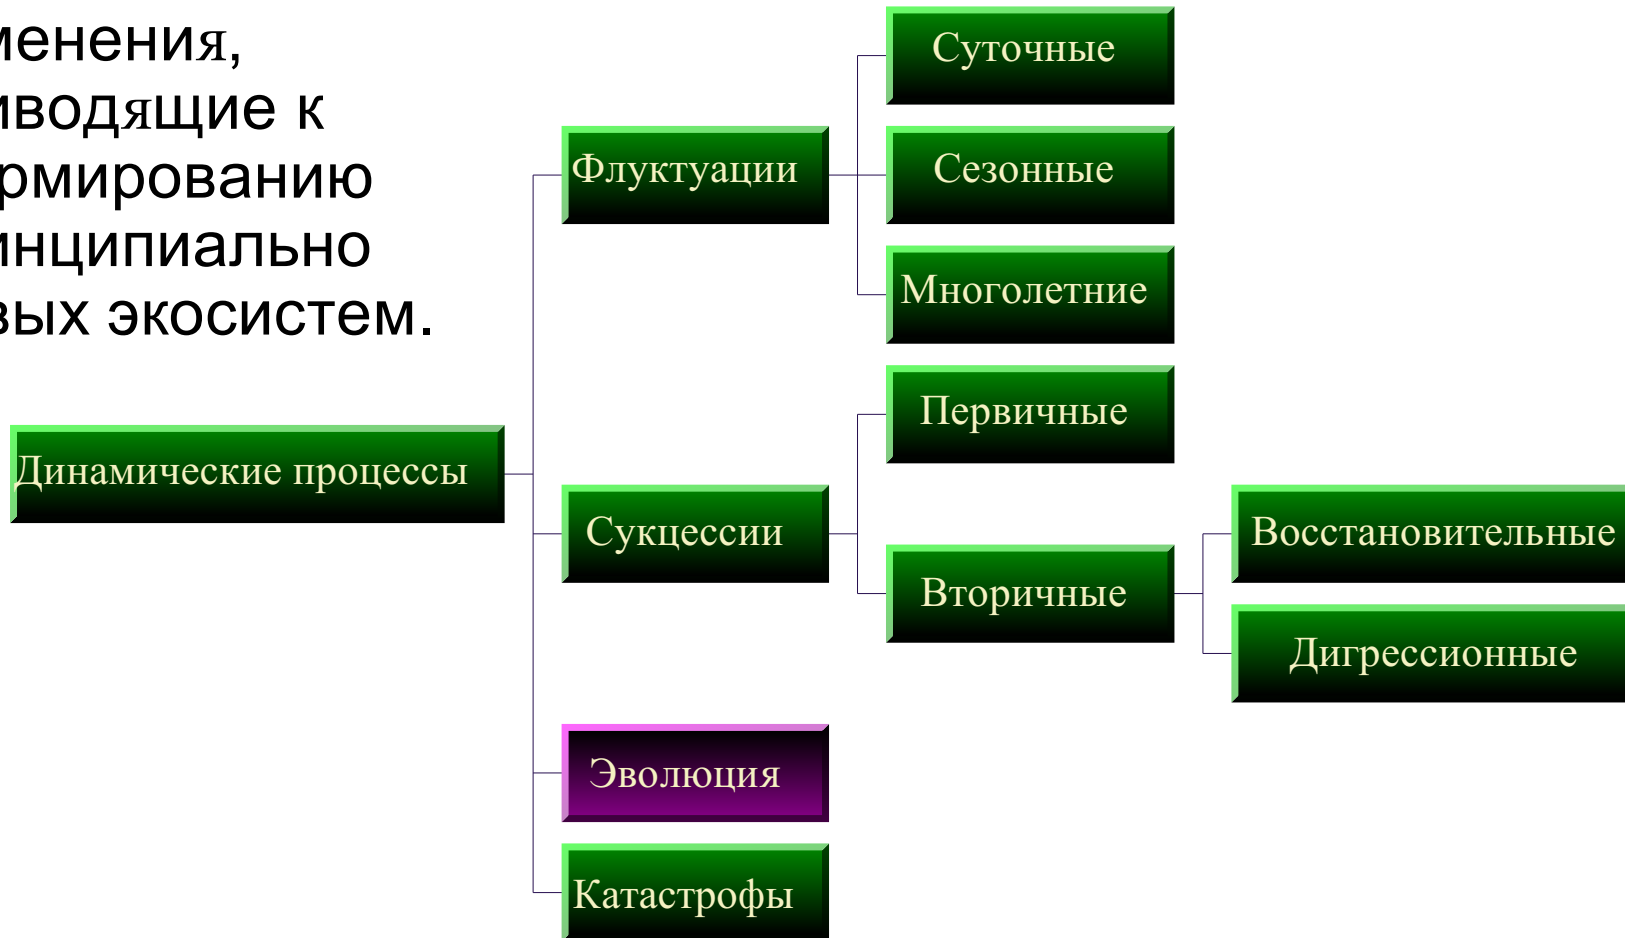 менения,
иводящие к
рмированию
инципиально
вых экосистем.
Динамические процессы
Флуктуации
Суточные
Сезонные
Многолетние
Сукцессии
Первичные
Вторичные
Восстановительные
Дигрессионные
Эволюция
Катастрофы